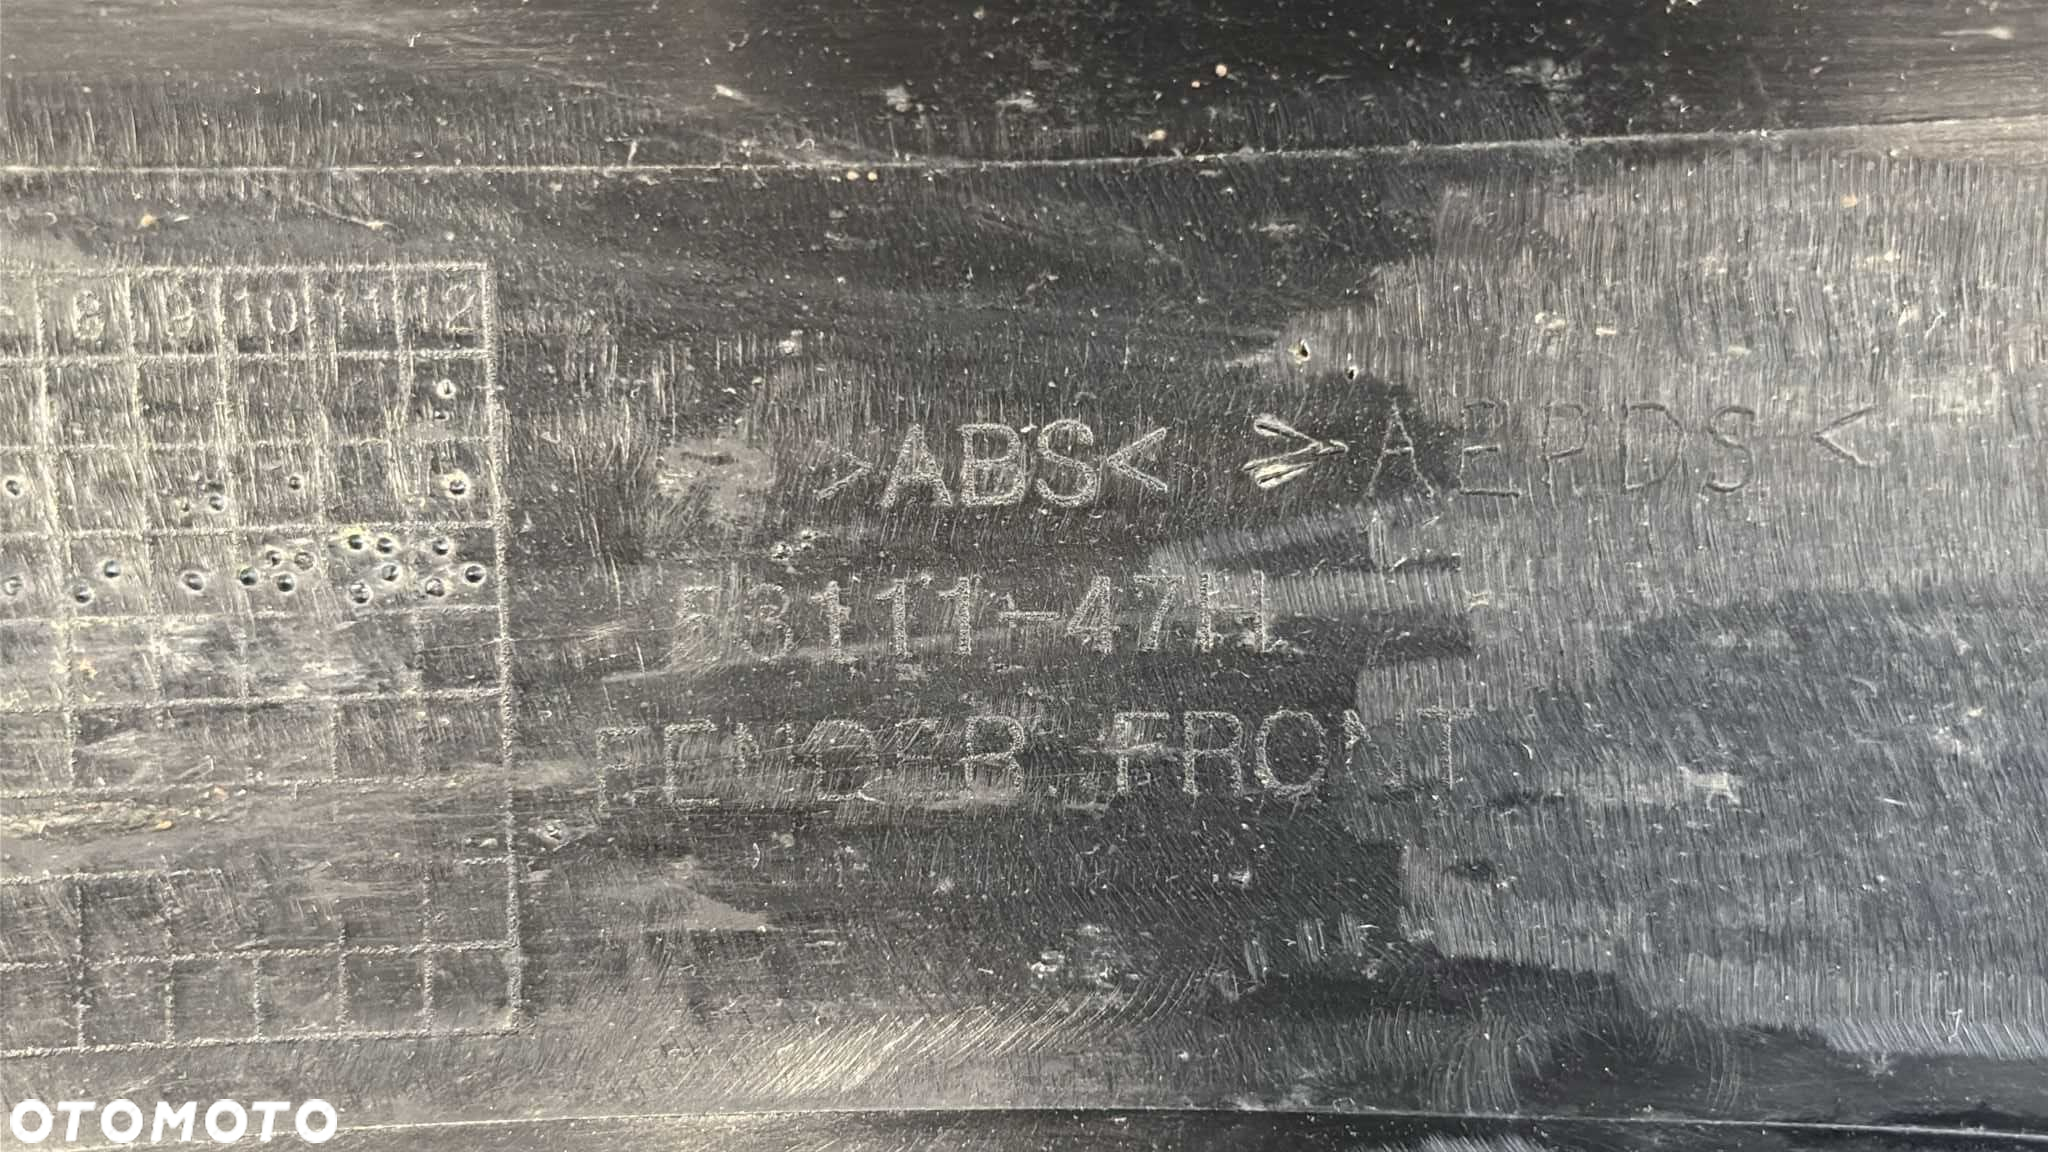 8 9 10 11 12
>ABS< >AEPDS<
53111-47H
FENDER FRONT
OTOMOTO